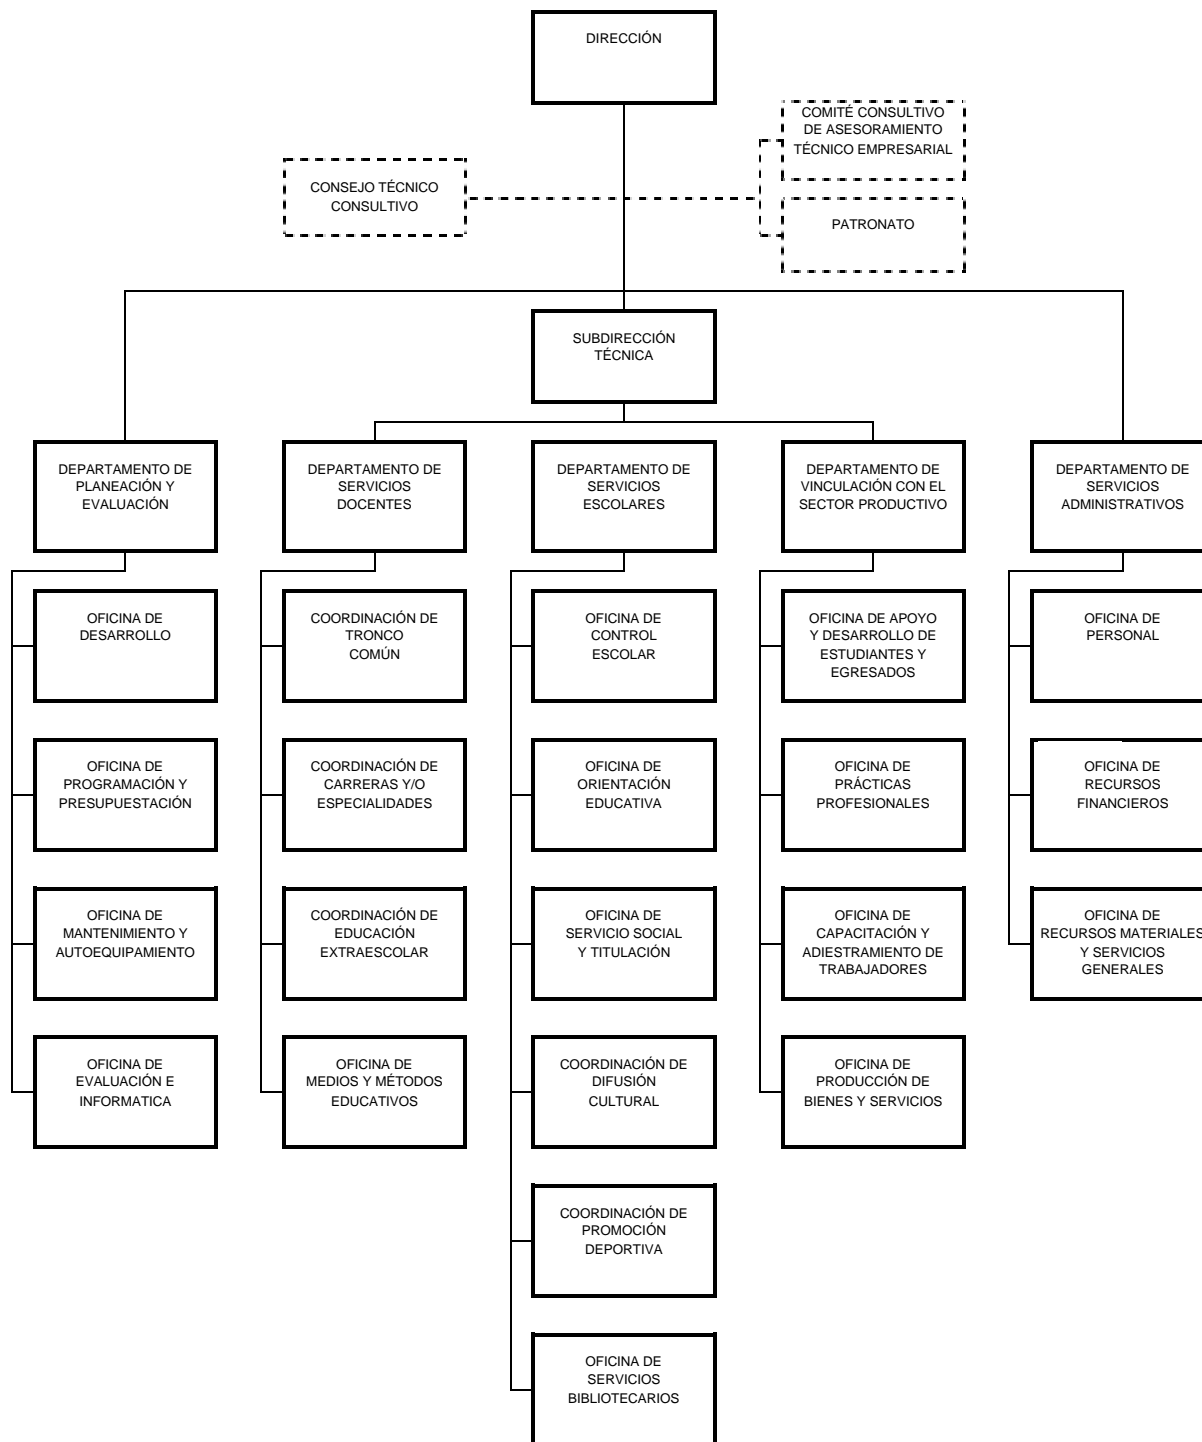 DIRECCIÓN
COMITÉ CONSULTIVO
DE ASESORAMIENTO
TÉCNICO EMPRESARIAL
CONSEJO TÉCNICO
CONSULTIVO
PATRONATO
SUBDIRECCIÓN
TÉCNICA
DEPARTAMENTO DE
PLANEACIÓN Y
EVALUACIÓN
DEPARTAMENTO DE
SERVICIOS
DOCENTES
DEPARTAMENTO DE
SERVICIOS
ESCOLARES
DEPARTAMENTO DE
VINCULACIÓN CON EL
SECTOR PRODUCTIVO
DEPARTAMENTO DE
SERVICIOS
ADMINISTRATIVOS
OFICINA DE
DESARROLLO
COORDINACIÓN DE
TRONCO
COMÚN
OFICINA DE
CONTROL
ESCOLAR
OFICINA DE APOYO
Y DESARROLLO DE
ESTUDIANTES Y
EGRESADOS
OFICINA DE
PERSONAL
OFICINA DE
PROGRAMACIÓN Y
PRESUPUESTACIÓN
COORDINACIÓN DE
CARRERAS Y/O
ESPECIALIDADES
OFICINA DE
ORIENTACIÓN
EDUCATIVA
OFICINA DE
PRÁCTICAS
PROFESIONALES
OFICINA DE
RECURSOS
FINANCIEROS
OFICINA DE
MANTENIMIENTO Y
AUTOEQUIPAMIENTO
COORDINACIÓN DE
EDUCACIÓN
EXTRAESCOLAR
OFICINA DE
SERVICIO SOCIAL
Y TITULACIÓN
OFICINA DE
CAPACITACIÓN Y
ADIESTRAMIENTO DE
TRABAJADORES
OFICINA DE
RECURSOS MATERIALES
Y SERVICIOS
GENERALES
OFICINA DE
EVALUACIÓN E
INFORMATICA
OFICINA DE
MEDIOS Y MÉTODOS
EDUCATIVOS
COORDINACIÓN DE
DIFUSIÓN
CULTURAL
OFICINA DE
PRODUCCIÓN DE
BIENES Y SERVICIOS
COORDINACIÓN DE
PROMOCIÓN
DEPORTIVA
OFICINA DE
SERVICIOS
BIBLIOTECARIOS